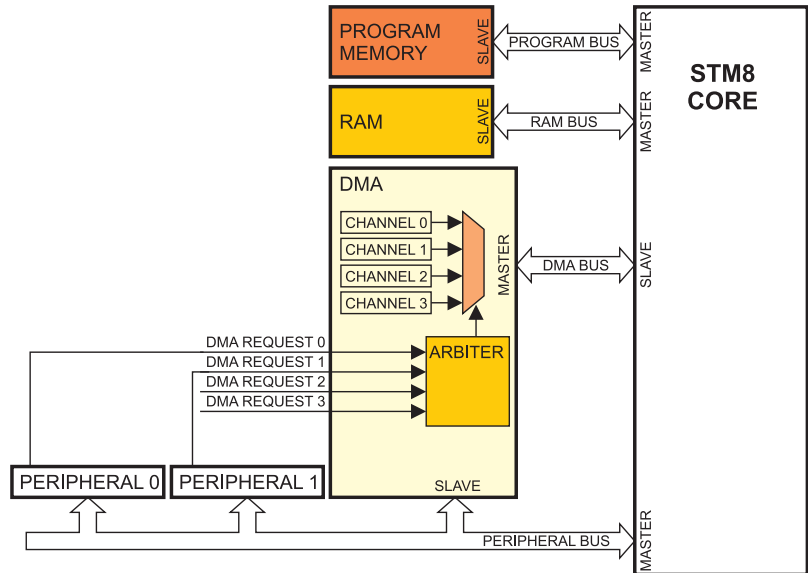 PROGRAM
MEMORY
SLAVE
PROGRAM BUS
MASTER
STM8
CORE
RAM
SLAVE
RAM BUS
MASTER
DMA
CHANNEL 0
CHANNEL 1
CHANNEL 2
CHANNEL 3
MASTER
DMA BUS
SLAVE
DMA REQUEST 0
DMA REQUEST 1
DMA REQUEST 2
DMA REQUEST 3
ARBITER
PERIPHERAL 0
PERIPHERAL 1
SLAVE
PERIPHERAL BUS
MASTER